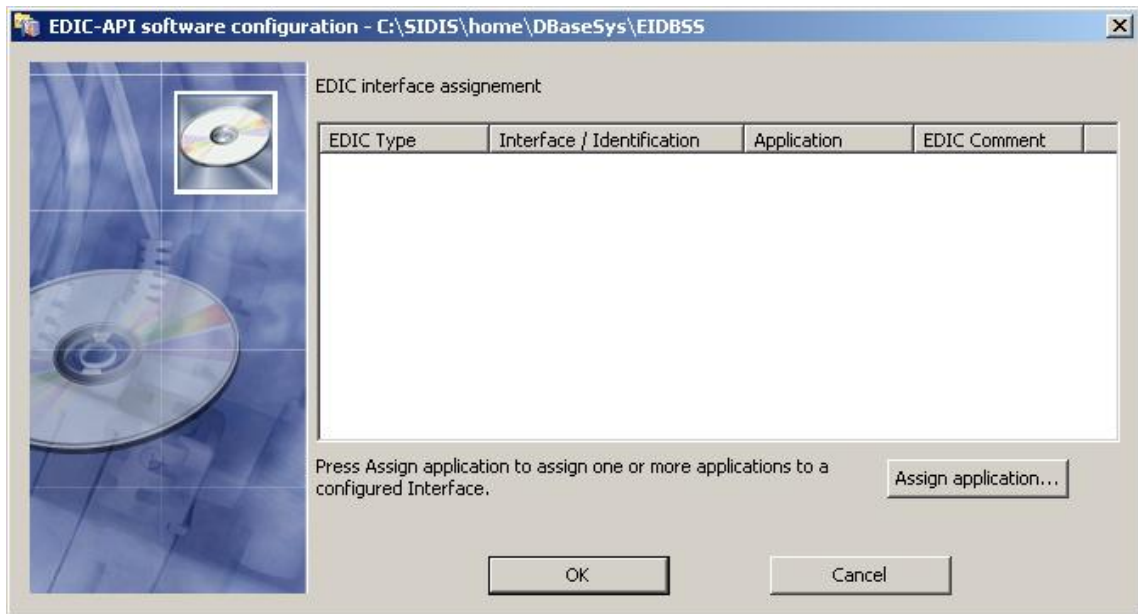 EDIC-API software configuration - C:\SIDIS\home\DBaseSys\EIDBSS
EDIC interface assignement
EDIC Type Interface / Identification Application EDIC Comment
Press Assign application to assign one or more applications to a
configured Interface.
Assign application...
OK Cancel